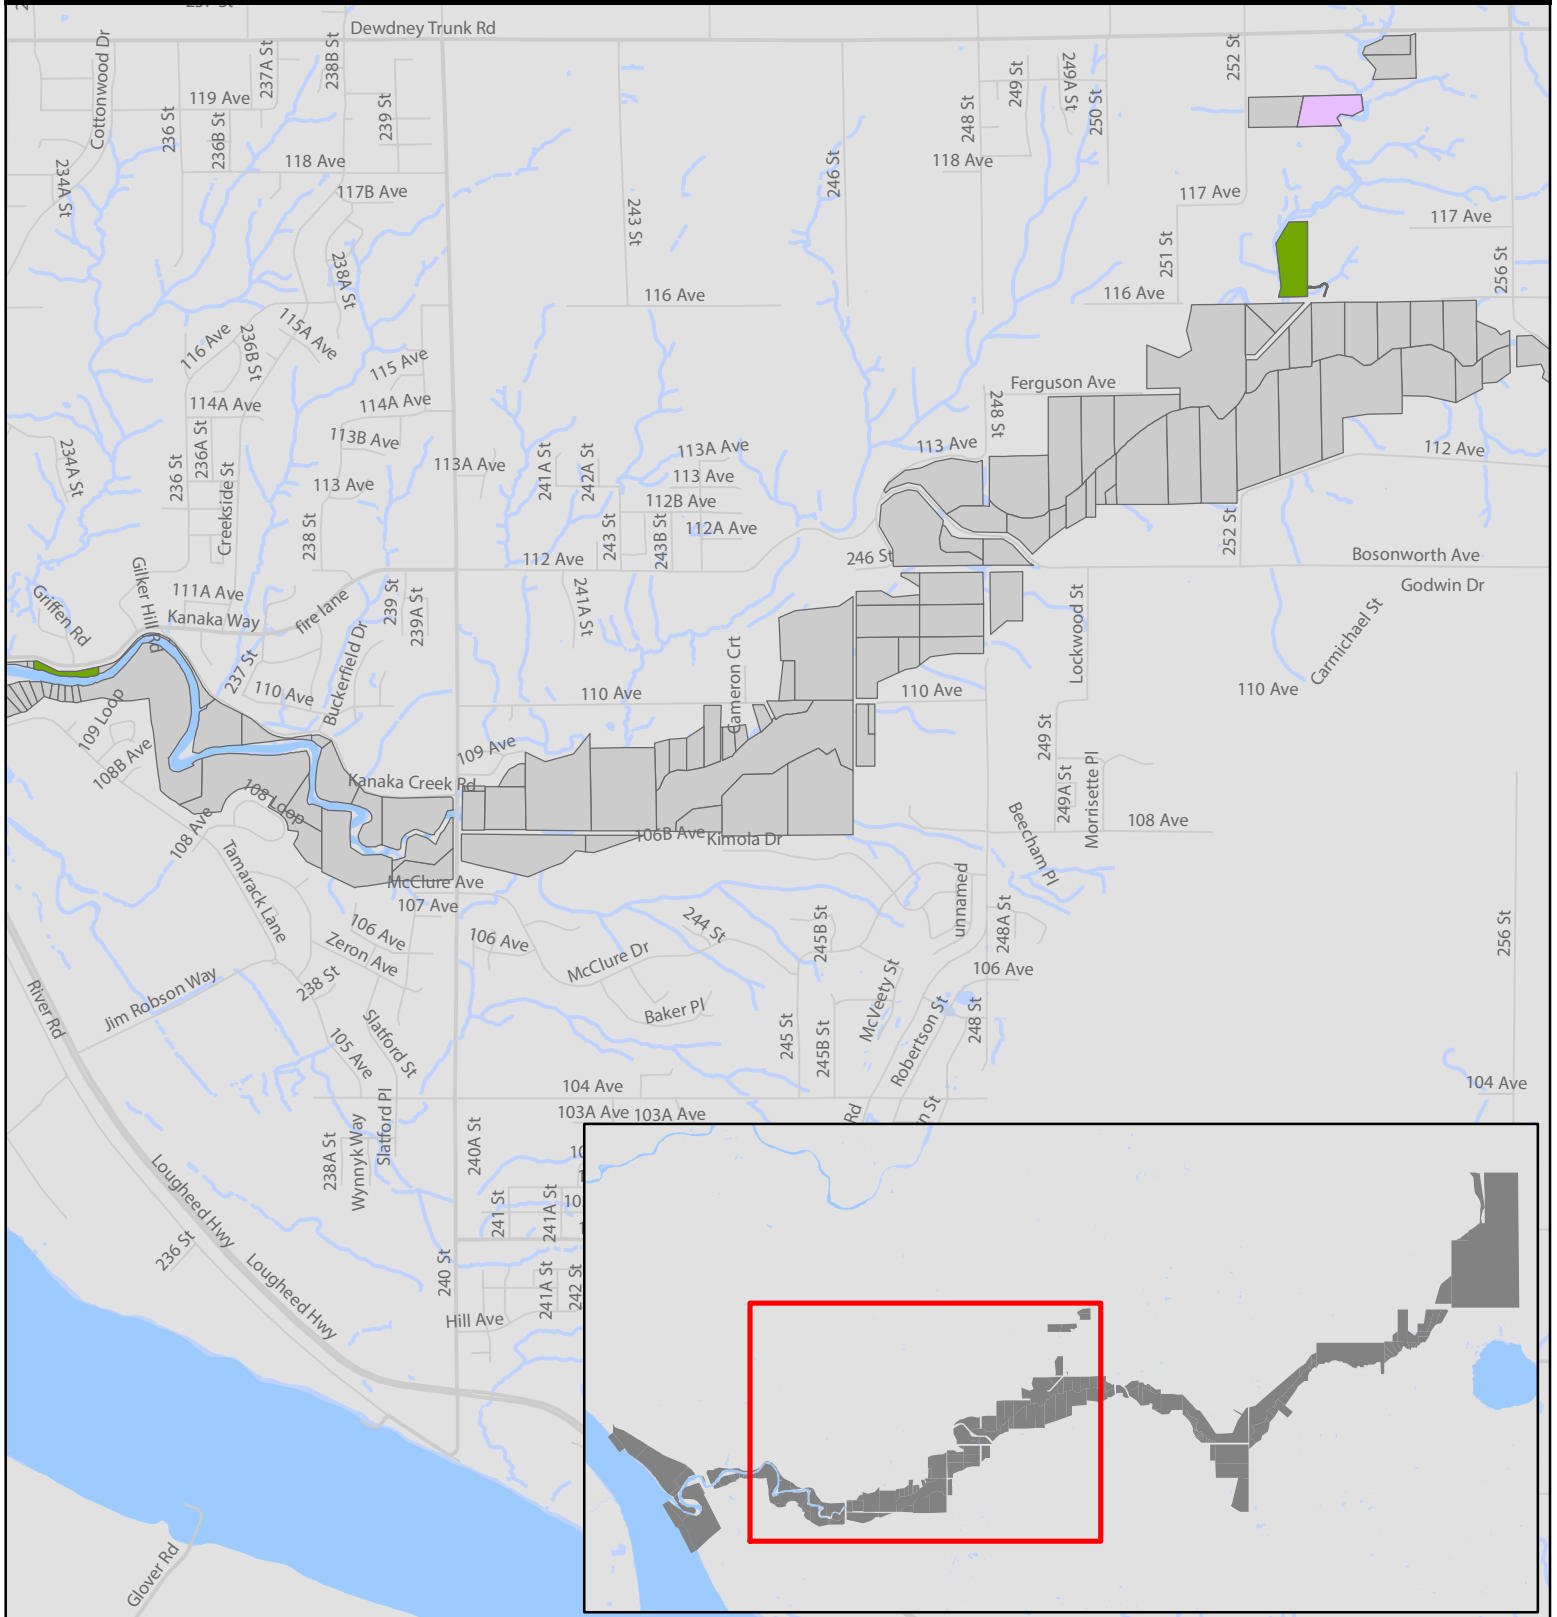 Dewdney Trunk Rd
Cottonwood Dr
237A St
238B St
252 St
249 St
249A St
250 St
119 Ave
236 St
236B St
239 St
248 St
118 Ave
118 Ave
246 St
234A St
117B Ave
117 Ave
243 St
117 Ave
251 St
256 St
238A St
116 Ave
116 Ave
115A Ave
116 Ave
236B St
115 Ave
Ferguson Ave
114A Ave
114A Ave
248 St
113B Ave
113 Ave
236A St
234A St
113A Ave
113A Ave
241A St
242A St
112 Ave
236 St
113 Ave
113 Ave
Creekside St
112B Ave
238 St
243 St
243B St
112A Ave
252 St
112 Ave
246 St
Bosonworth Ave
Gilker Hill Rd
111A Ave
239 St
239A St
241A St
Godwin Dr
Griffen Rd
Kanaka Way
fire lane
Lockwood St
Carmichael St
237 St
Buckerfield Dr
Cameron Crt
110 Ave
110 Ave
110 Ave
110 Ave
109 Loop
249 St
109 Ave
108B Ave
Kanaka Creek Rd
249A St
Morrisette Pl
108 Loop
108 Ave
106B Ave
Kimola Dr
108 Ave
Beecham Pl
Tamarack Lane
McClure Ave
107 Ave
unnamed
106 Ave
244 St
245B St
248A St
256 St
106 Ave
Zeron Ave
McClure Dr
238 St
106 Ave
McVeety St
Jim Robson Way
River Rd
Baker Pl
Slatford St
245 St
245B St
Robertson St
248 St
105 Ave
104 Ave
104 Ave
103A Ave
103A Ave
Rd
n St
Slatford Pl
Wynnyk Way
238A St
240A St
Lougheed Hwy
241 St
241A St
236 St
Lougheed Hwy
240 St
241A St
242 St
Hill Ave
Glover Rd